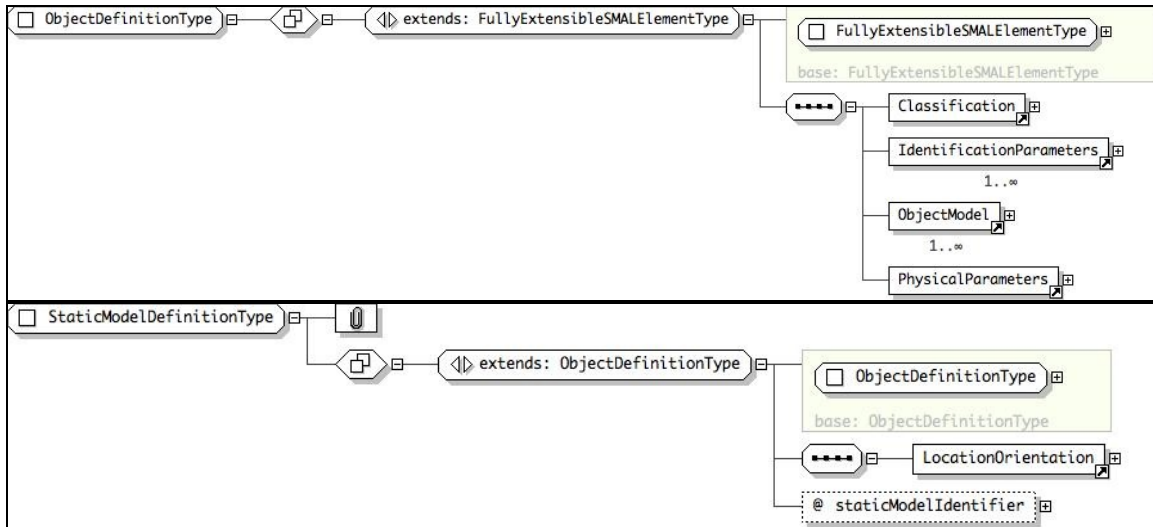 ObjectDefinitionType
extends: FullyExtensibleSMALElementType
FullyExtensibleSMALElementType
base: FullyExtensibleSMALElementType
Classification
IdentificationParameters
1..∞
ObjectModel
1..∞
PhysicalParameters
StaticModelDefinitionType
extends: ObjectDefinitionType
ObjectDefinitionType
base: ObjectDefinitionType
LocationOrientation
@ staticModelIdentifier